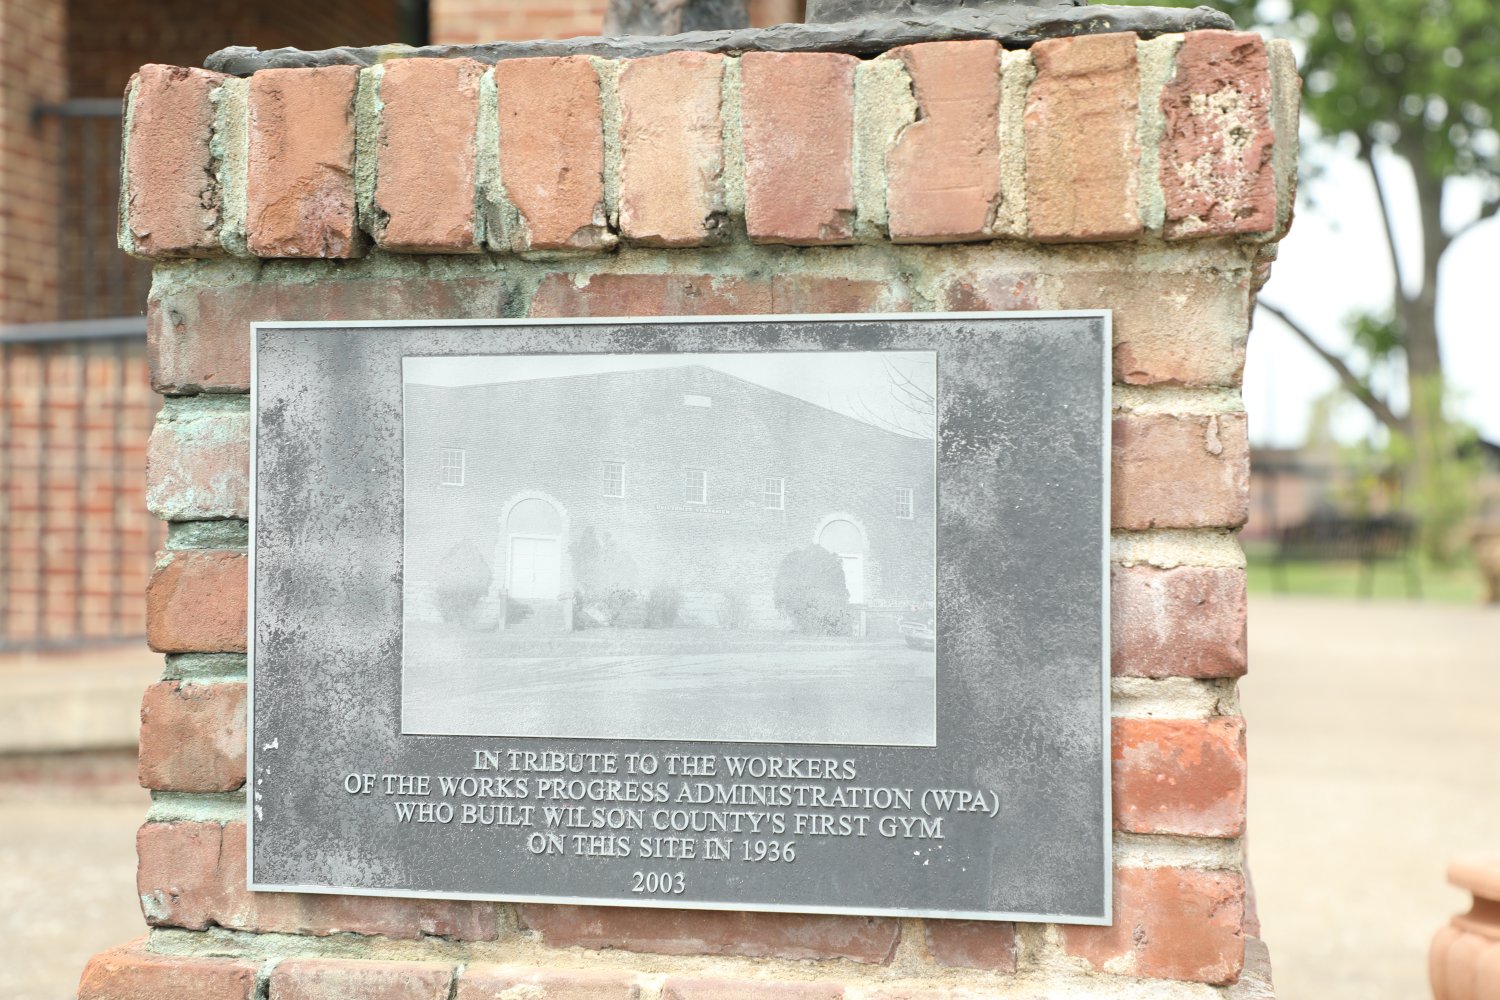 IN TRIBUTE TO THE WORKERS
OF THE WORKS PROGRESS ADMINISTRATION (WPA)
WHO BUILT WILSON COUNTY'S FIRST GYM
ON THIS SITE IN 1936
2003